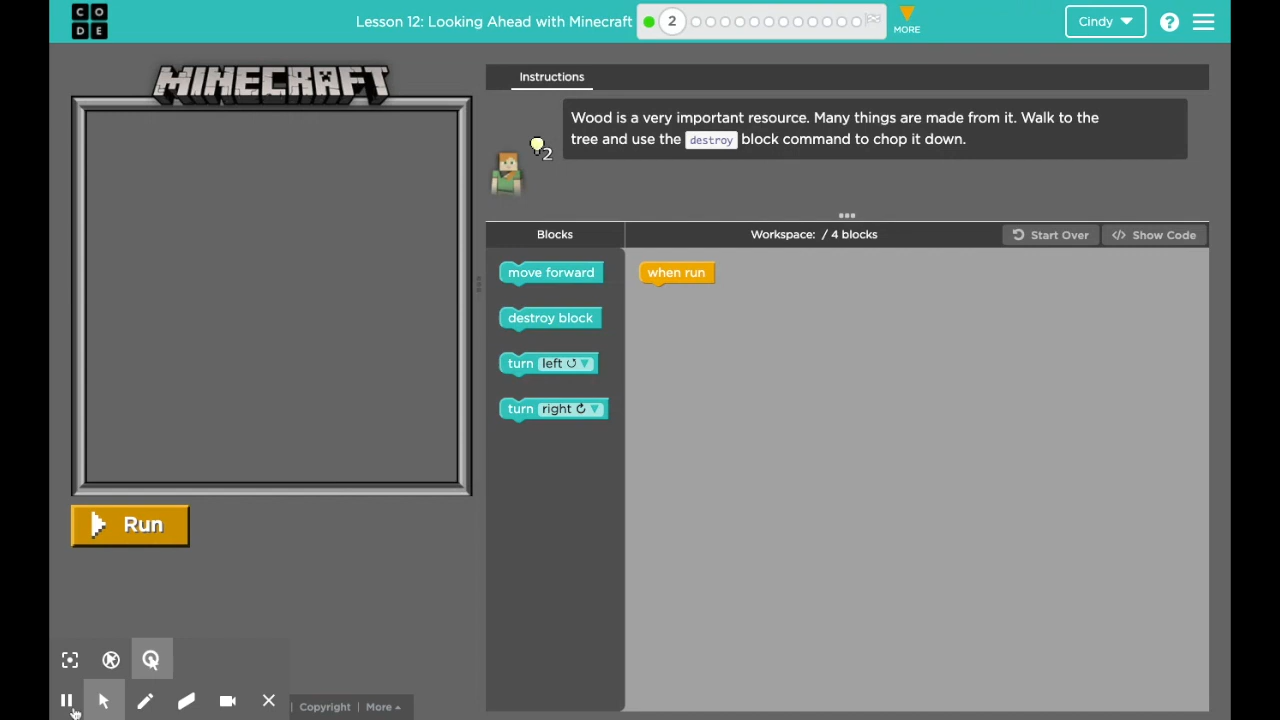 CODE
Lesson 12: Looking Ahead with Minecraft
2
MORE
Cindy
?
MINECRAFT
Instructions
Wood is a very important resource. Many things are made from it. Walk to the
tree and use the destroy block command to chop it down.
2
Blocks
Workspace: / 4 blocks
Start Over
</> Show Code
move forward
when run
destroy block
turn left
turn right
Run
| Copyright | More